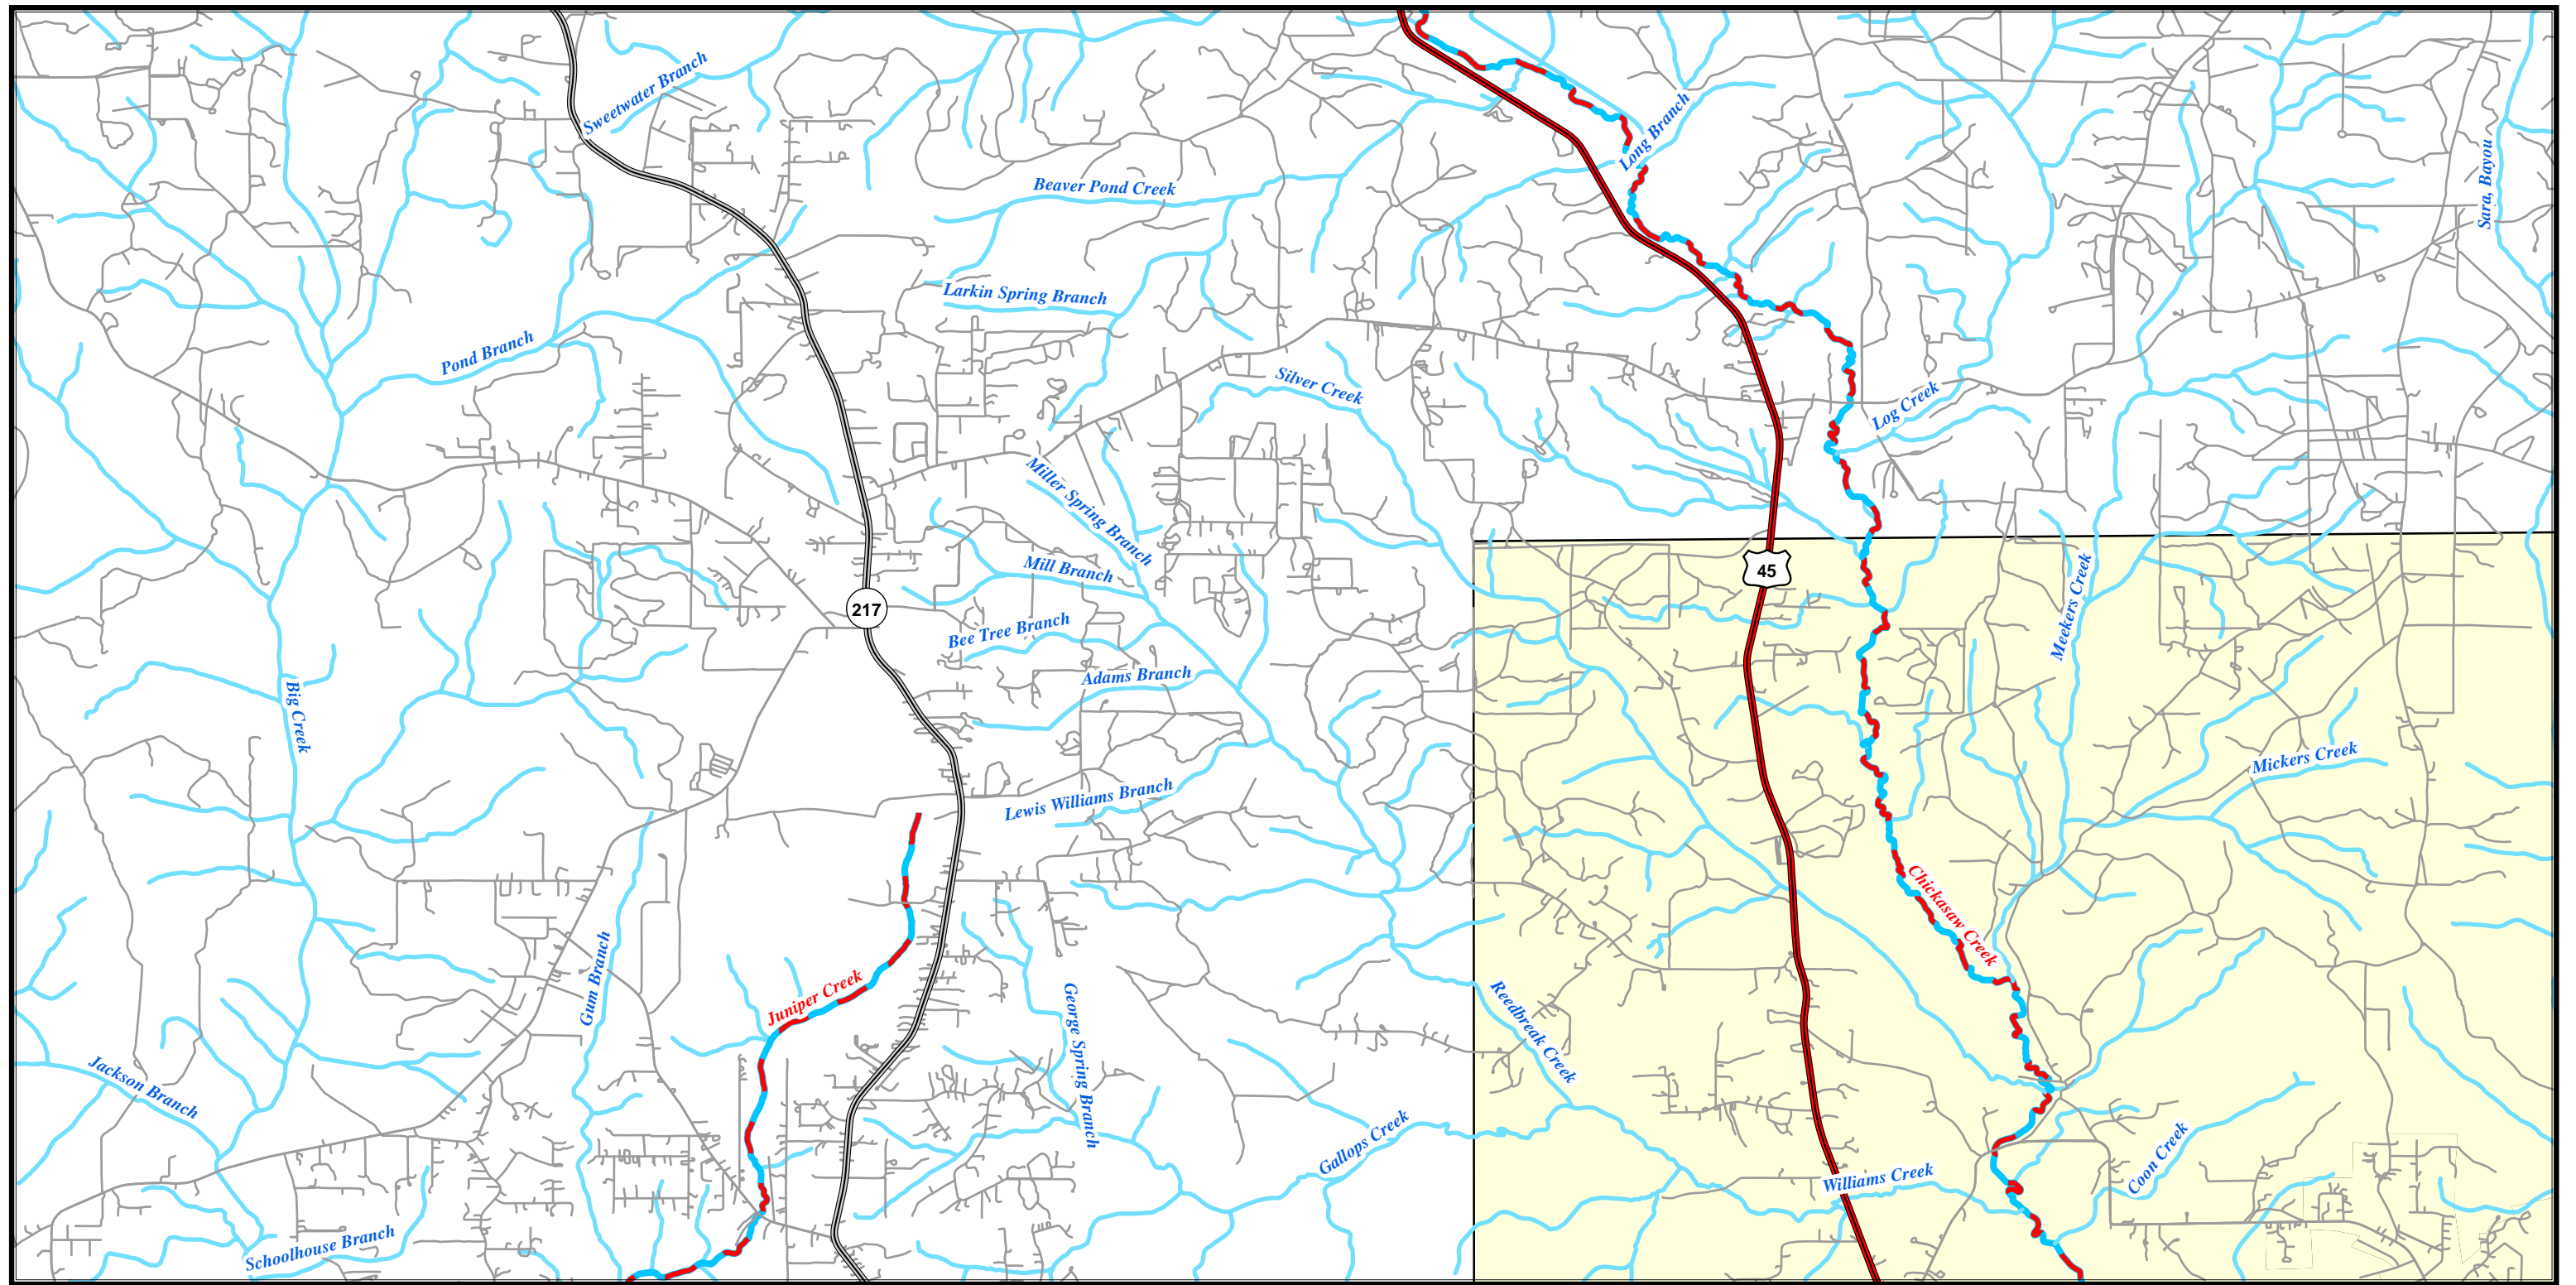 Sweetwater Branch
Long Branch
Sara, Bayou
Beaver Pond Creek
Larkin Spring Branch
Pond Branch
Silver Creek
Log Creek
Miller Spring Branch
Mill Branch
45
217
Meekers Creek
Bee Tree Branch
Adams Branch
Big Creek
Mickers Creek
Lewis Williams Branch
Chickasaw Creek
Gum Branch
Juniper Creek
George Spring Branch
Reedbreak Creek
Jackson Branch
Gallops Creek
Coon Creek
Williams Creek
Schoolhouse Branch